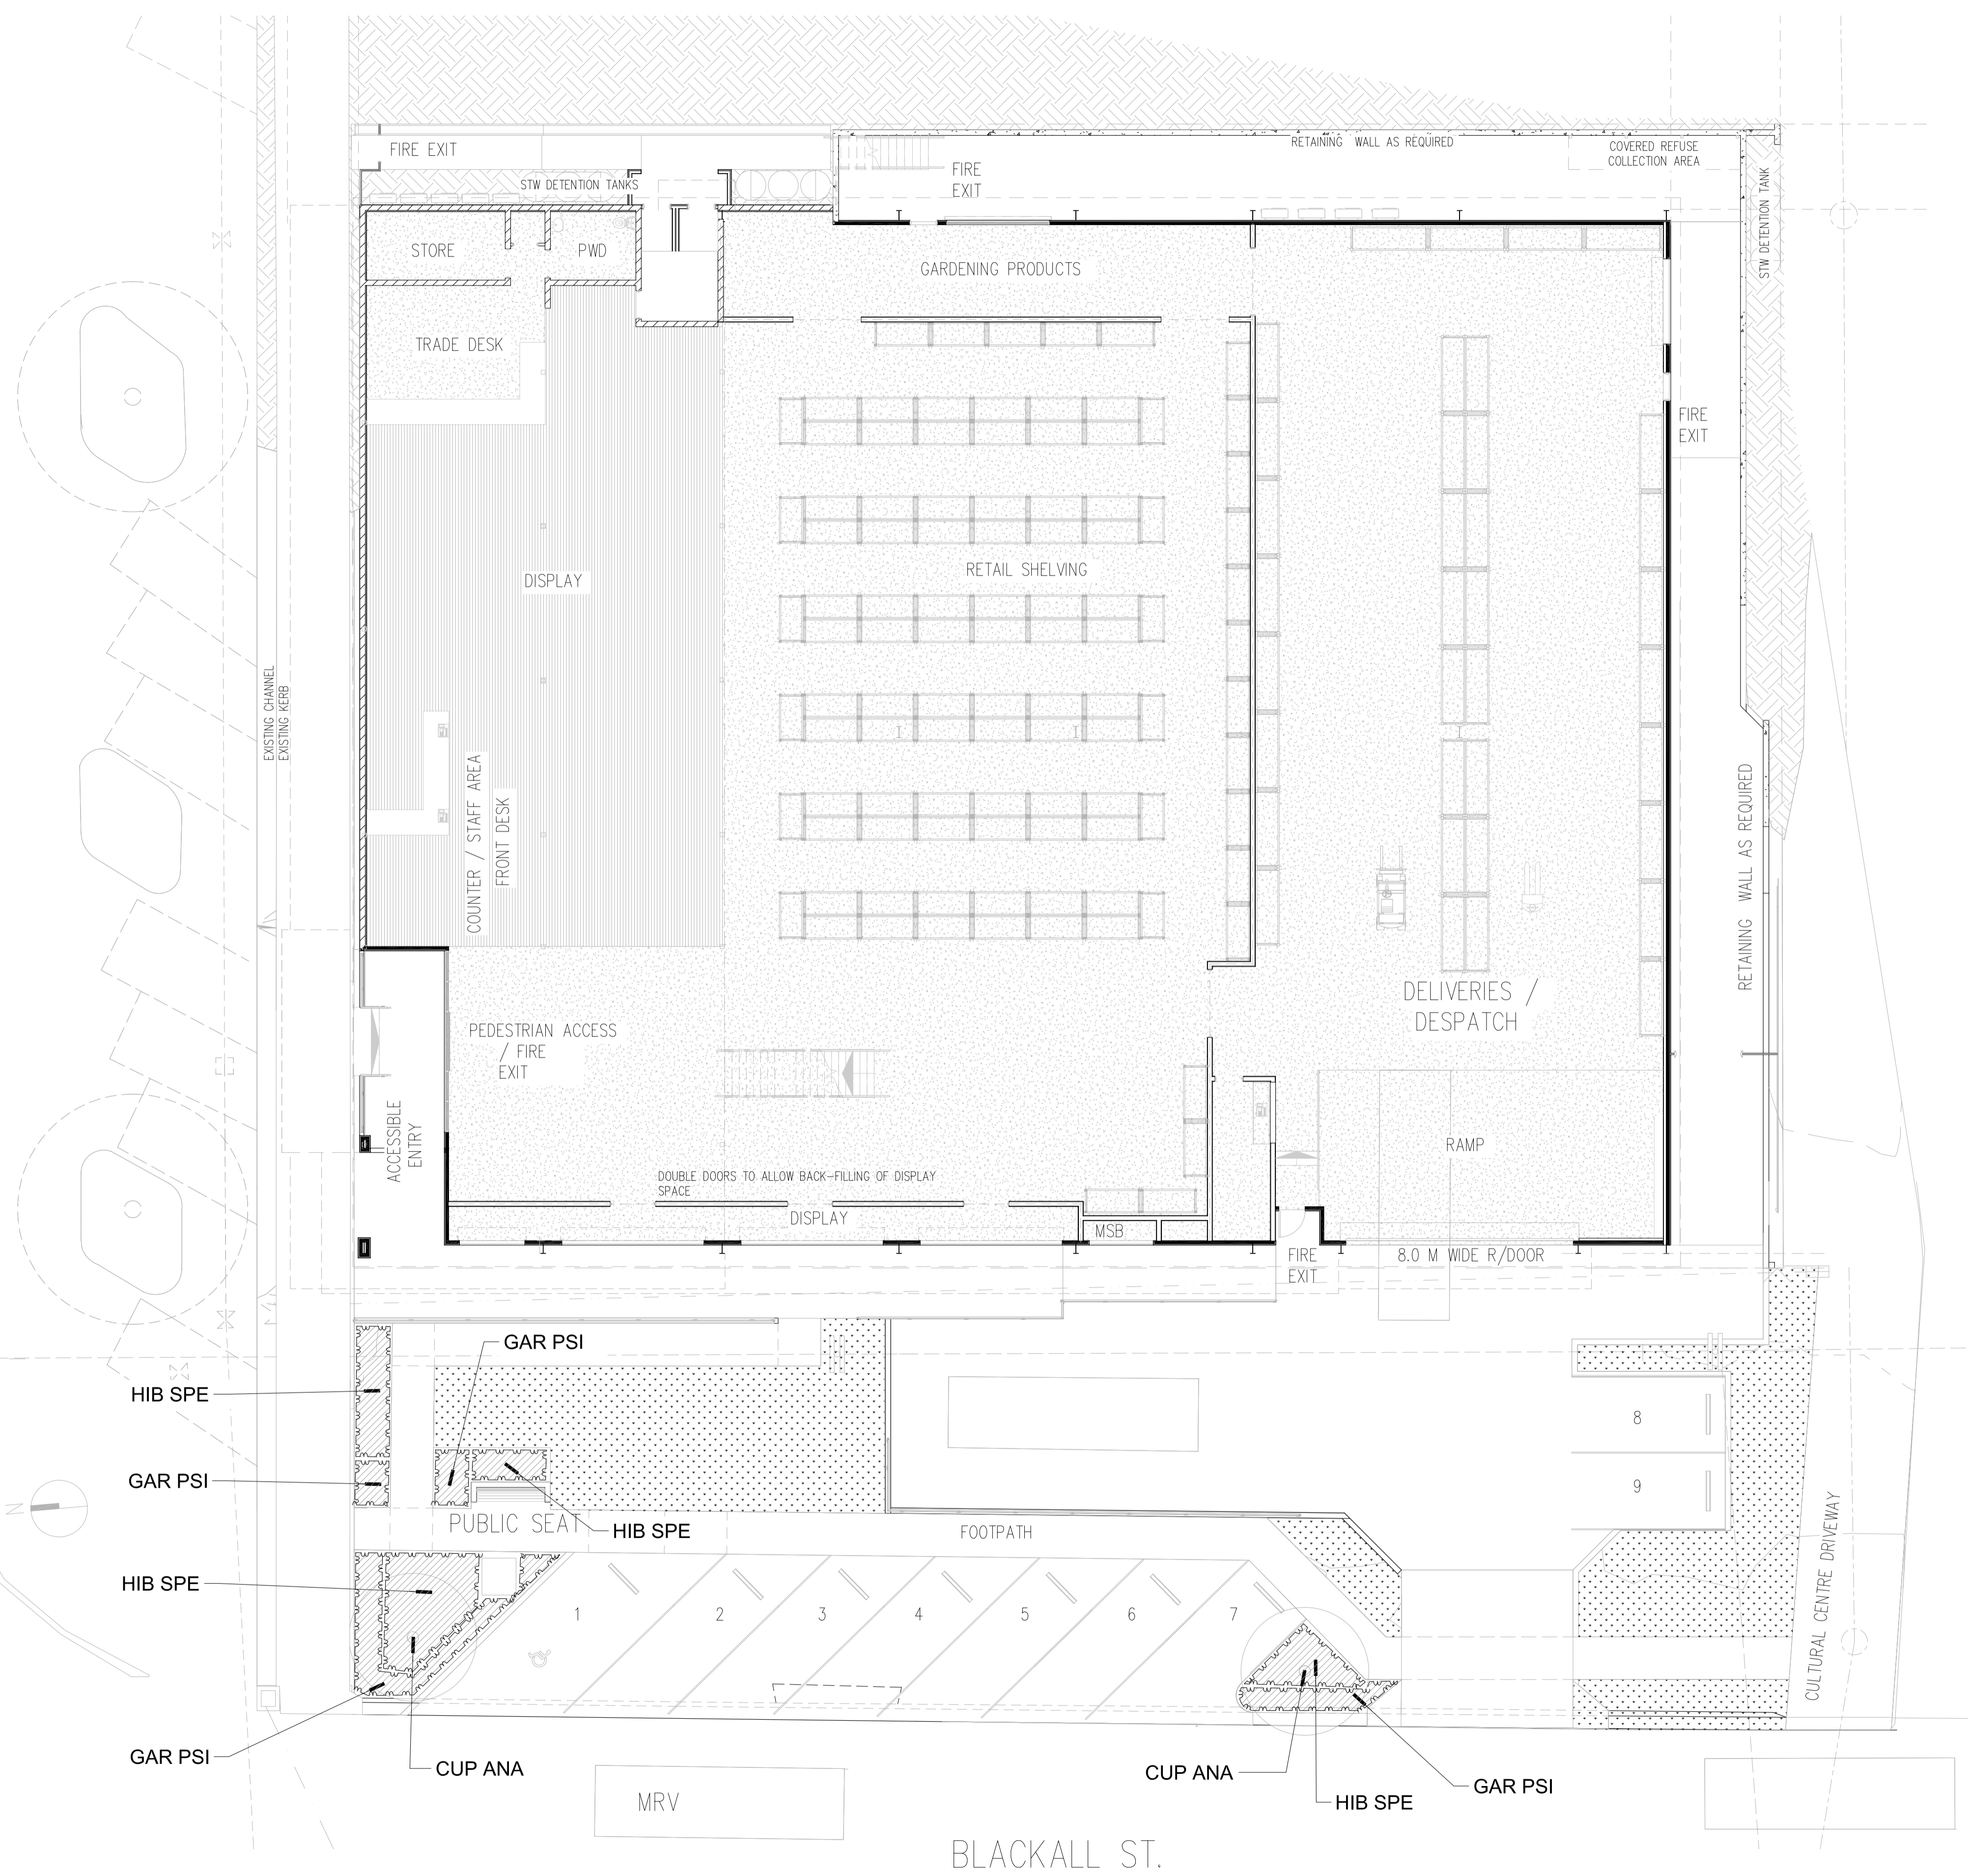 FIRE EXIT
RETAINING WALL AS REQUIRED
COVERED REFUSE
COLLECTION AREA
FIRE
EXIT
STW DETENTION TANKS
STW DETENTION TANK
STORE
PWD
GARDENING PRODUCTS
TRADE DESK
FIRE
EXIT
DISPLAY
RETAIL SHELVING
EXISTING CHANNEL
EXISTING KERB
COUNTER / STAFF AREA
FRONT DESK
RETAINING WALL AS REQUIRED
DELIVERIES /
DESPATCH
PEDESTRIAN ACCESS
/ FIRE
EXIT
ACCESSIBLE
ENTRY
RAMP
DOUBLE DOORS TO ALLOW BACK-FILLING OF DISPLAY
SPACE
DISPLAY
MSB
FIRE
EXIT
8.0 M WIDE R/DOOR
GAR PSI
HIB SPE
8
GAR PSI
9
N
PUBLIC SEAT
HIB SPE
FOOTPATH
CULTURAL CENTRE DRIVEWAY
HIB SPE
1
2
3
4
5
6
7
GAR PSI
CUP ANA
CUP ANA
GAR PSI
HIB SPE
MRV
BLACKALL ST.